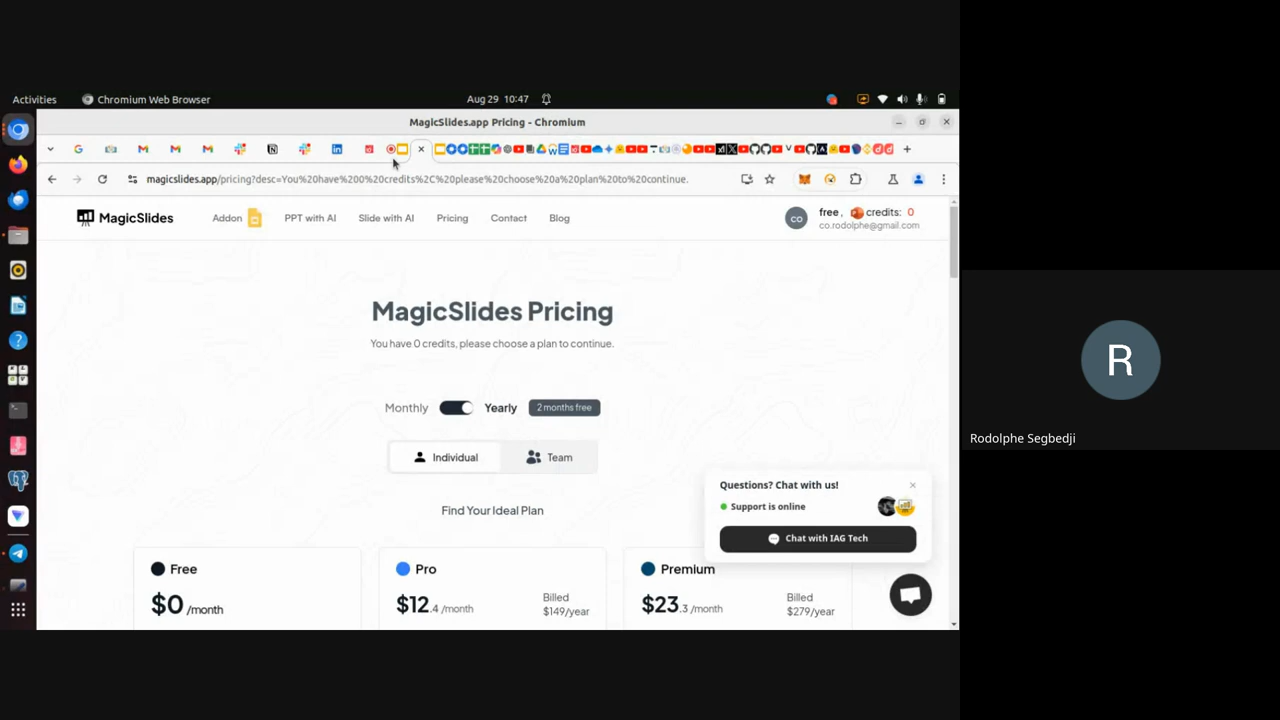 Activities
Chromium Web Browser
Aug 29 10:47
MagicSlides.app Pricing - Chromium
magicslides.app/pricing?desc=You%20have%200%20credits%2C%20please%20choose%20a%20plan%20to%20continue.
MagicSlides
Addon
PPT with AI
Slide with AI
Pricing
Contact
Blog
CO
free , credits: 0
co.rodolphe@gmail.com
MagicSlides Pricing
You have 0 credits, please choose a plan to continue.
Monthly
Yearly
2 months free
Individual
Team
Find Your Ideal Plan
Questions? Chat with us!
Support is online
Chat with IAG Tech
Free
$0 /month
Pro
$12.4 /month
Billed
$149/year
Premium
$23.3 /month
Billed
$279/year
R
Rodolphe Segbedji